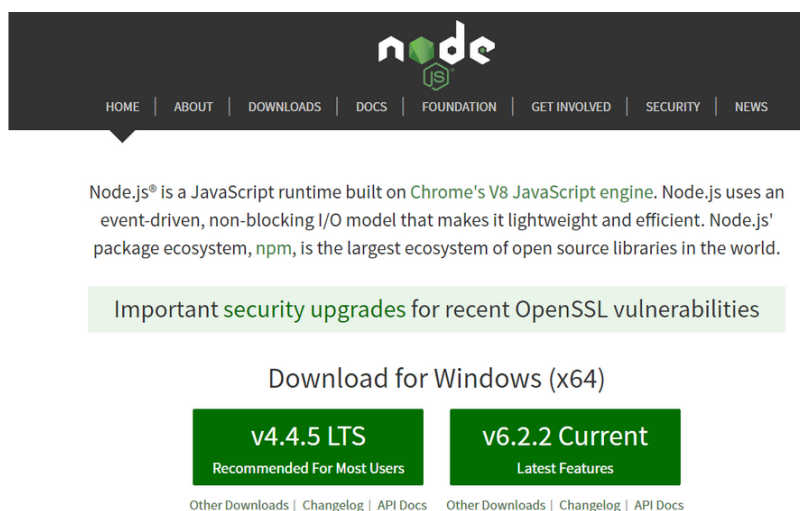 node
JS
HOME | ABOUT | DOWNLOADS | DOCS | FOUNDATION | GET INVOLVED | SECURITY | NEWS
Node.js® is a JavaScript runtime built on Chrome's V8 JavaScript engine. Node.js uses an
event-driven, non-blocking I/O model that makes it lightweight and efficient. Node.js'
package ecosystem, npm, is the largest ecosystem of open source libraries in the world.
Important security upgrades for recent OpenSSL vulnerabilities
Download for Windows (x64)
v4.4.5 LTS
Recommended For Most Users
v6.2.2 Current
Latest Features
Other Downloads | Changelog | API Docs
Other Downloads | Changelog | API Docs